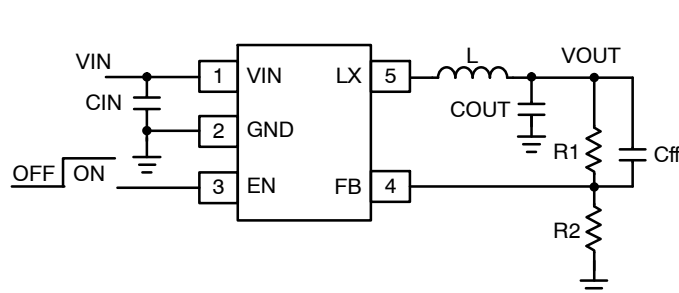 VIN
CIN
OFF
ON
1
VIN
2
GND
3
EN
LX
5
FB
4
L
VOUT
COUT
R1
Cff
R2